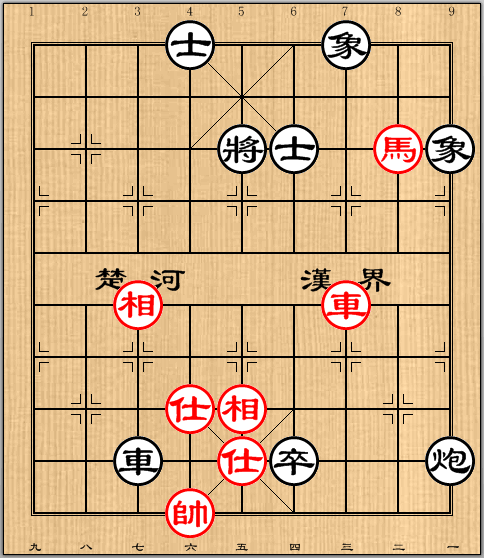 1 2 3 4 5 6 7 8 9
士 象
將 士 馬 象
楚 河 漢 界
相 車
仕 相
車 仕 卒 炮
帥
九 八 七 六 五 四 三 二 一